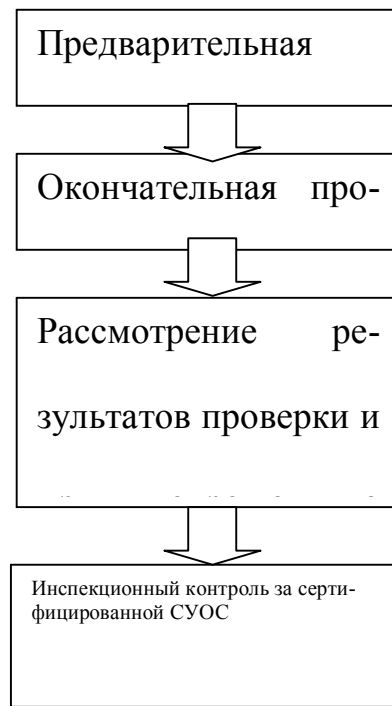 Предварительная
Окончательная про-
Рассмотрение ре-
зультатов проверки и
Инспекционный контроль за серти-
фицированной СУОС